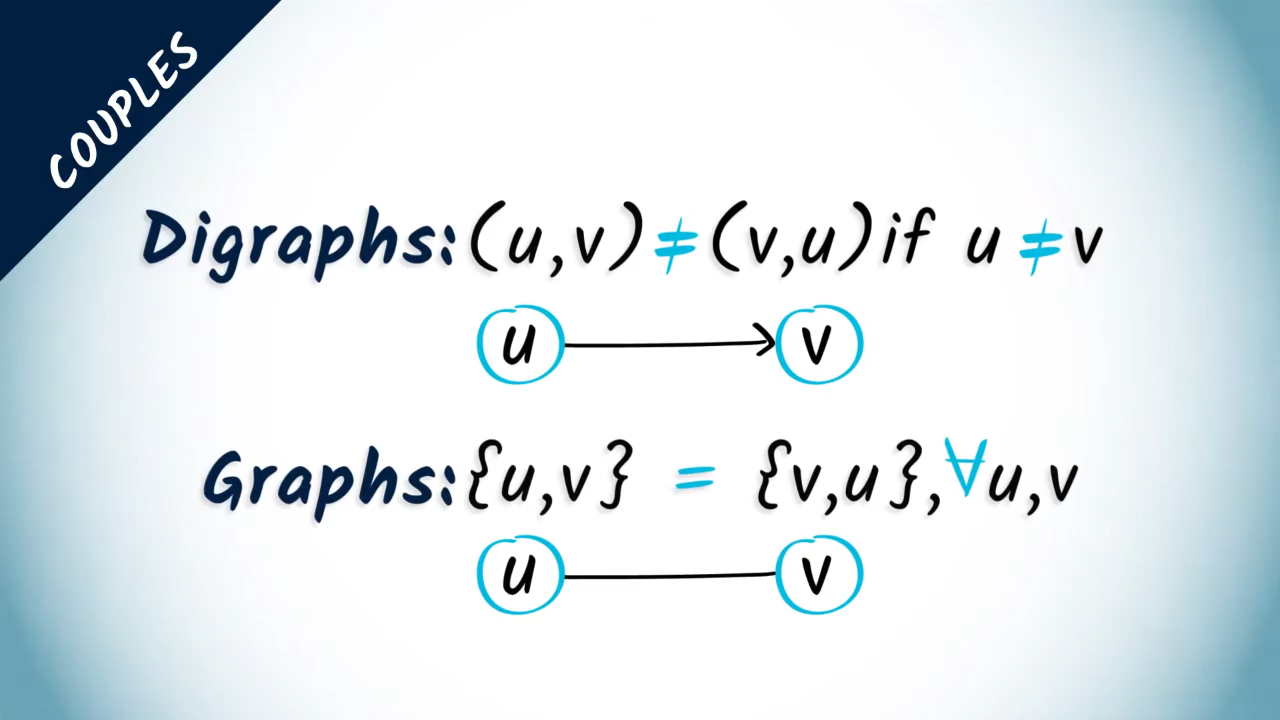 COUPLES
Digraphs: (u,v) ≠ (v,u) if u ≠ v
u v
Graphs: {u,v} = {v,u}, ∀ u,v
u v